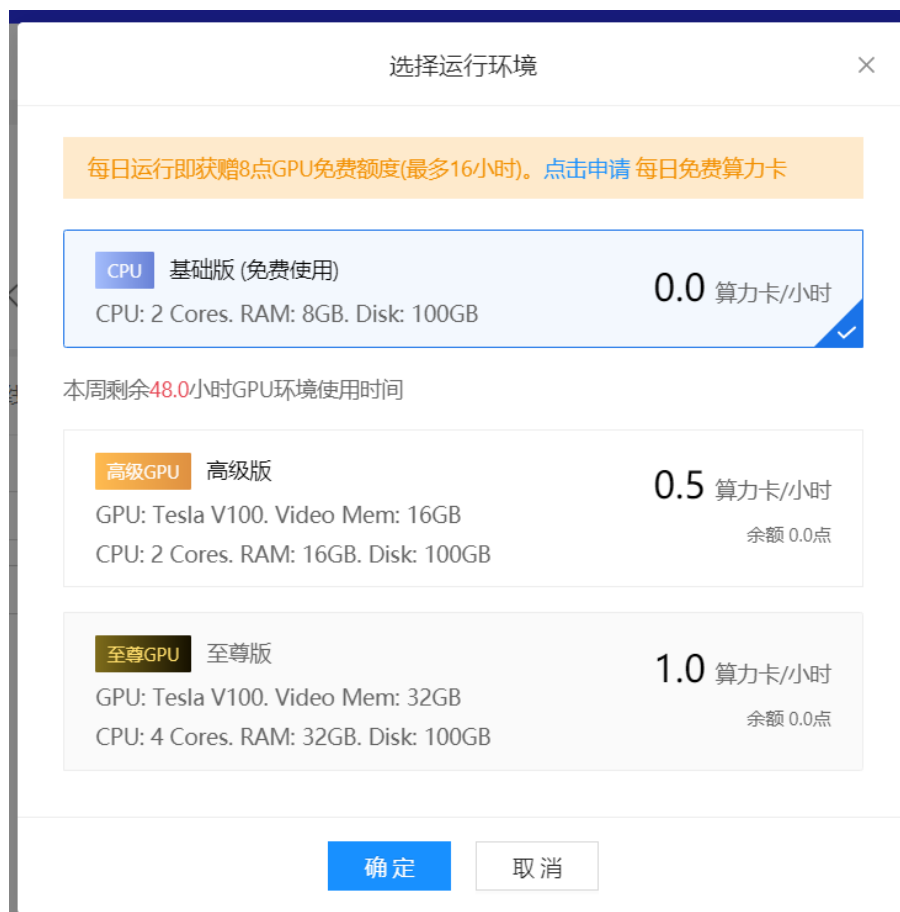 选择运行环境
每日运行即获赠8点GPU免费额度(最多16小时)。点击申请 每日免费算力卡
CPU 基础版 (免费使用)
0.0 算力卡/小时
CPU: 2 Cores. RAM: 8GB. Disk: 100GB
本周剩余48.0小时GPU环境使用时间
高级GPU 高级版
0.5 算力卡/小时
GPU: Tesla V100. Video Mem: 16GB
余额 0.0点
CPU: 2 Cores. RAM: 16GB. Disk: 100GB
至尊GPU 至尊版
1.0 算力卡/小时
GPU: Tesla V100. Video Mem: 32GB
余额 0.0点
CPU: 4 Cores. RAM: 32GB. Disk: 100GB
确定 取消